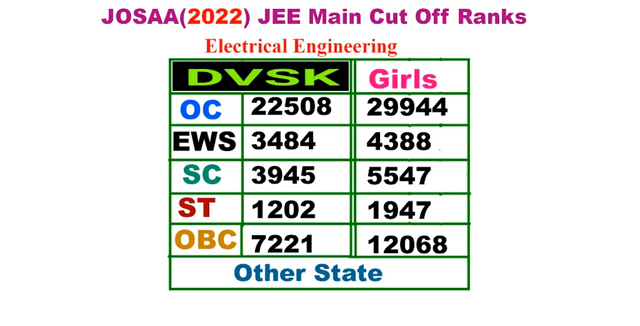 JOSAA(2022) JEE Main Cut Off Ranks
Electrical Engineering
DVSK Girls
OC 22508 29944
EWS 3484 4388
SC 3945 5547
ST 1202 1947
OBC 7221 12068
Other State